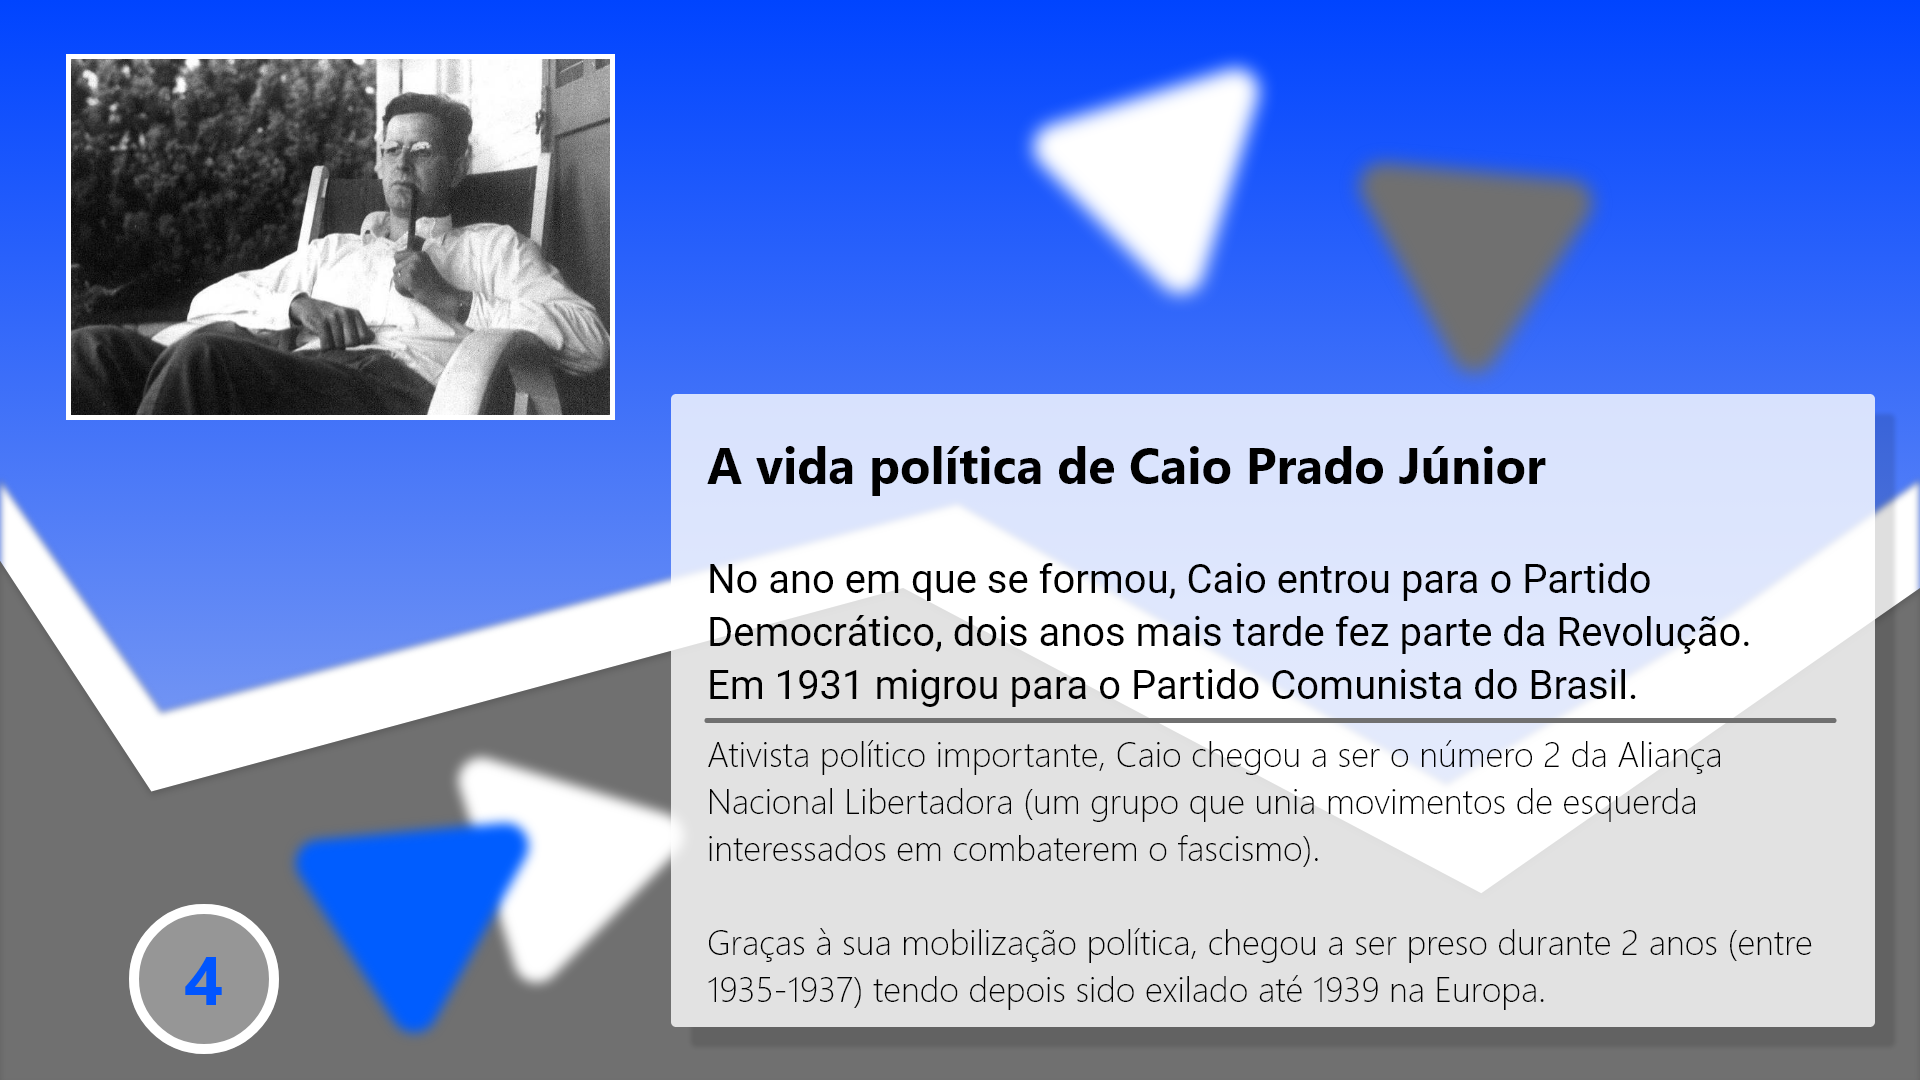 A vida política de Caio Prado Júnior
No ano em que se formou, Caio entrou para o Partido
Democrático, dois anos mais tarde fez parte da Revolução.
Em 1931 migrou para o Partido Comunista do Brasil.
Ativista político importante, Caio chegou a ser o número 2 da Aliança
Nacional Libertadora (um grupo que unia movimentos de esquerda
interessados em combaterem o fascismo).
Graças à sua mobilização política, chegou a ser preso durante 2 anos (entre
1935-1937) tendo depois sido exilado até 1939 na Europa.
4